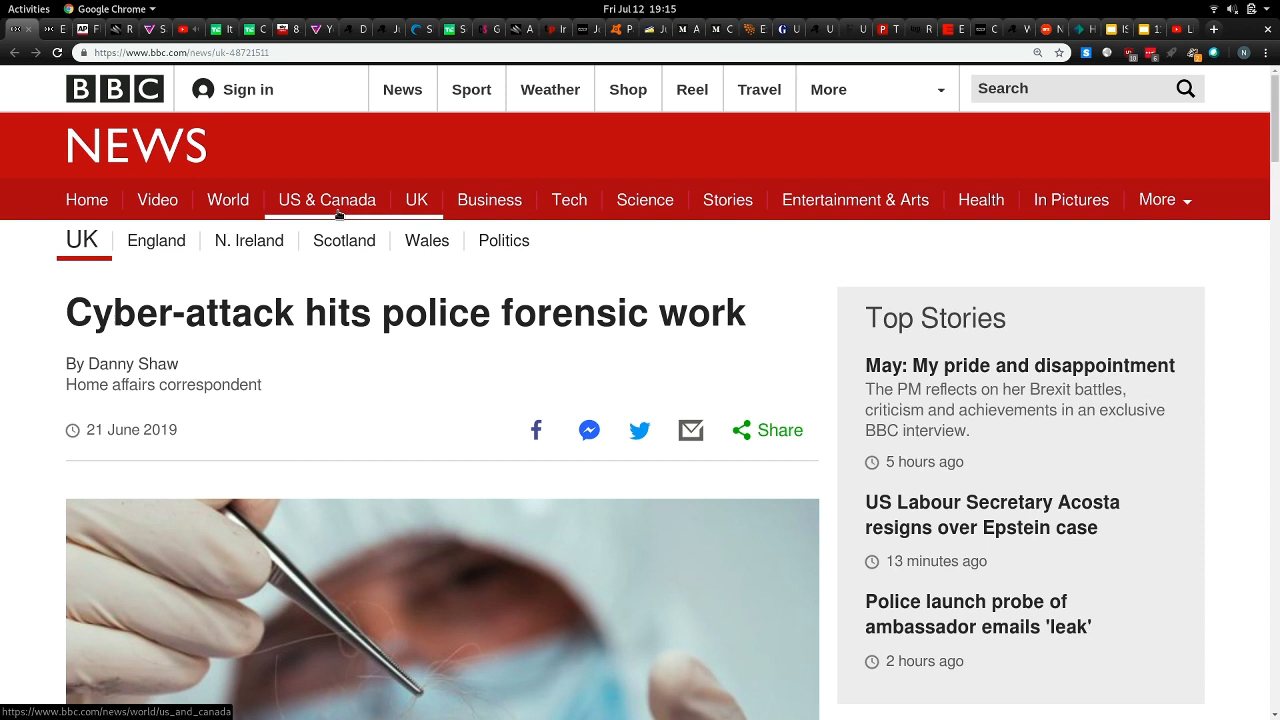 Activities Google Chrome Fri Jul 12 19:15
https://www.bbc.com/news/uk-48721511
BBC Sign in News Sport Weather Shop Reel Travel More Search
NEWS
Home Video World US & Canada UK Business Tech Science Stories Entertainment & Arts Health In Pictures More
UK England N. Ireland Scotland Wales Politics
Cyber-attack hits police forensic work
By Danny Shaw
Home affairs correspondent
21 June 2019
Share
Top Stories
May: My pride and disappointment
The PM reflects on her Brexit battles,
criticism and achievements in an exclusive
BBC interview.
5 hours ago
US Labour Secretary Acosta
resigns over Epstein case
13 minutes ago
Police launch probe of
ambassador emails 'leak'
2 hours ago
https://www.bbc.com/news/world/us_and_canada